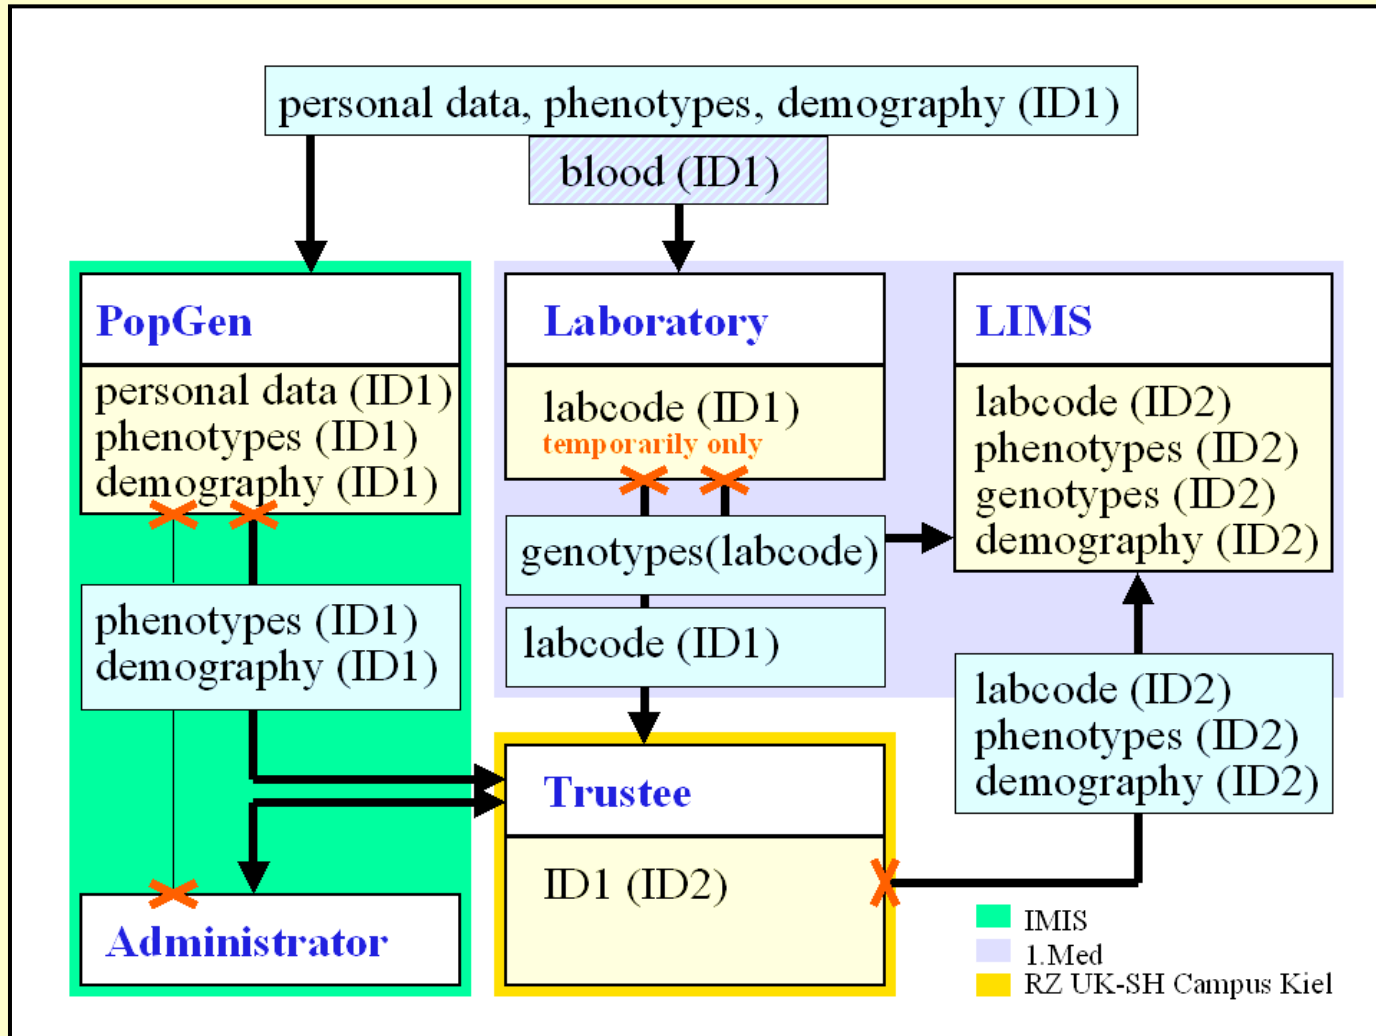 personal data, phenotypes, demography (ID1)
blood (ID1)
PopGen
personal data (ID1)
phenotypes (ID1)
demography (ID1)
Laboratory
labcode (ID1)
temporarily only
LIMS
labcode (ID2)
phenotypes (ID2)
genotypes (ID2)
demography (ID2)
genotypes(labcode)
labcode (ID1)
phenotypes (ID1)
demography (ID1)
labcode (ID2)
phenotypes (ID2)
demography (ID2)
Trustee
ID1 (ID2)
Administrator
IMIS
1.Med
RZ UK-SH Campus Kiel